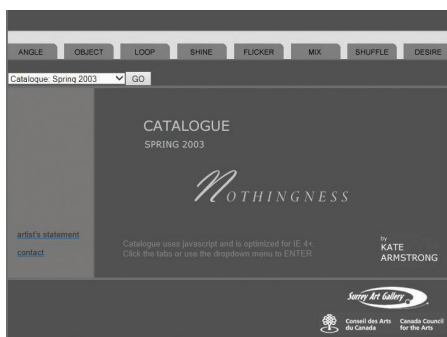 ANGLE OBJECT LOOP SHINE FLICKER MIX SHUFFLE DESIRE
Catalogue: Spring 2003 GO
CATALOGUE
SPRING 2003
NOTHINGNESS
artist's statement
contact
Catalogue uses javascript and is optimized for IE 4+.
Click the tabs or use the dropdown menu to ENTER
by
KATE
ARMSTRONG
Surrey Art Gallery
Conseil des Arts Canada Council
du Canada for the Arts